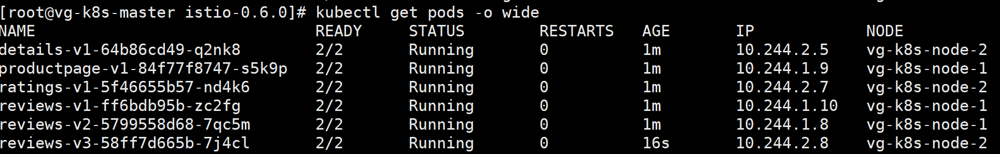 [root@vg-k8s-master istio-0.6.0]# kubectl get pods -o wide
NAME READY STATUS RESTARTS AGE IP NODE
details-v1-64b86cd49-q2nk8 2/2 Running 0 1m 10.244.2.5 vg-k8s-node-2
productpage-v1-84f77f8747-s5k9p 2/2 Running 0 1m 10.244.1.9 vg-k8s-node-1
ratings-v1-5f46655b57-nd4k6 2/2 Running 0 1m 10.244.2.7 vg-k8s-node-2
reviews-v1-ff6bdb95b-zc2fg 2/2 Running 0 1m 10.244.1.10 vg-k8s-node-1
reviews-v2-5799558d68-7qc5m 2/2 Running 0 1m 10.244.1.8 vg-k8s-node-1
reviews-v3-58ff7d665b-7j4cl 2/2 Running 0 16s 10.244.2.8 vg-k8s-node-2